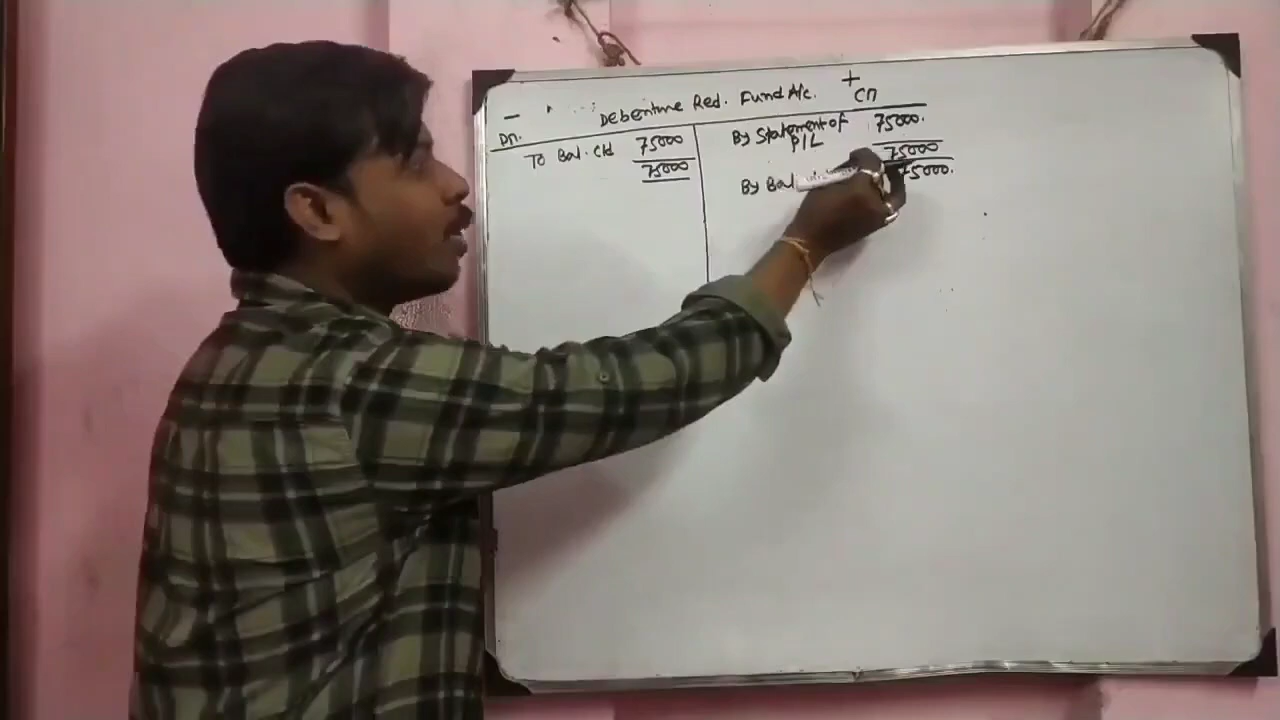 Debenture Red. Fund A/c.
- +
Dr. Cr
To Bal. C/d 75000
75000
By Statement of P/L 75000.
75000
By Bal 75000.